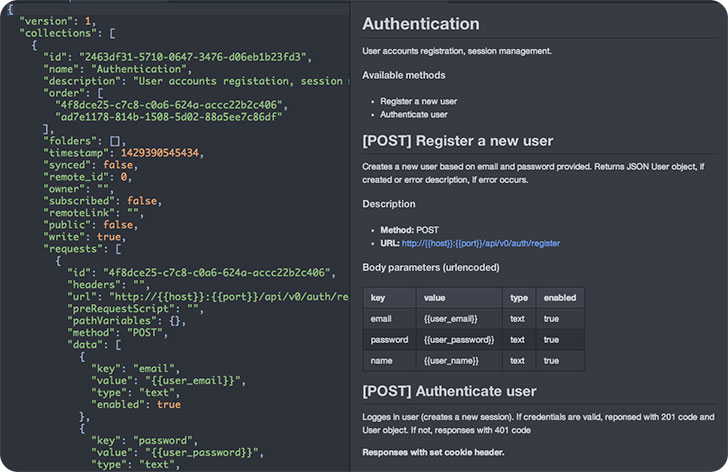 {
"version": 1,
"collections": [
{
"id": "2463df31-5710-0647-3476-d06eb1b23fd3",
"name": "Authentication",
"description": "User accounts registation, session
"order": [
"4f8dce25-c7c8-c0a6-624a-accc22b2c406",
"ad7e1178-814b-1508-5d02-88a5ee7c86df"
],
"folders": [],
"timestamp": 1429390545434,
"synced": false,
"remote_id": 0,
"owner": "",
"subscribed": false,
"remoteLink": "",
"public": false,
"write": true,
"requests": [
{
"id": "4f8dce25-c7c8-c0a6-624a-accc22b2c406",
"headers": "",
"url": "http://{{host}}:{{port}}/api/v0/auth/re
"preRequestScript": "",
"pathVariables": {},
"method": "POST",
"data": [
{
"key": "email",
"value": "{{user_email}}",
"type": "text",
"enabled": true
},
{
"key": "password",
"value": "{{user_password}}",
"type": "text",
Authentication
User accounts registration, session management.
Available methods
• Register a new user
• Authenticate user
[POST] Register a new user
Creates a new user based on email and password provided. Returns JSON User object, if
created or error description, if error occurs.
Description
• Method: POST
• URL: http://{{host}}:{{port}}/api/v0/auth/register
Body parameters (urlencoded)
key value type enabled
email {{user_email}} text true
password {{user_password}} text true
name {{user_name}} text true
[POST] Authenticate user
Logges in user (creates a new session). If credentials are valid, reponsed with 201 code and
User object. If not, responses with 401 code
Responses with set cookie header.